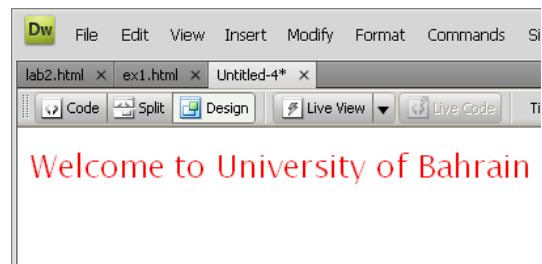 Dw File Edit View Insert Modify Format Commands
lab2.html × ex1.html × Untitled-4* ×
Code Split Design Live View Live Code
Welcome to University of Bahrain